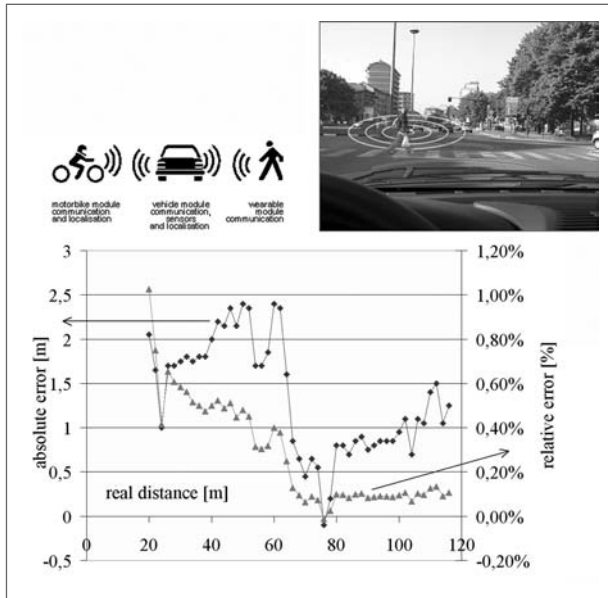 motorbike module
communication
and localisation
vehicle module
communication,
sensors
and localisation
wearable
module
communication
absolute error [m]
3
2,5
2
1,5
1
0,5
0
-0,5
real distance [m]
0
20
40
60
80
100
120
1,20%
1,00%
0,80%
0,60%
0,40%
0,20%
0,00%
-0,20%
relative error [%]